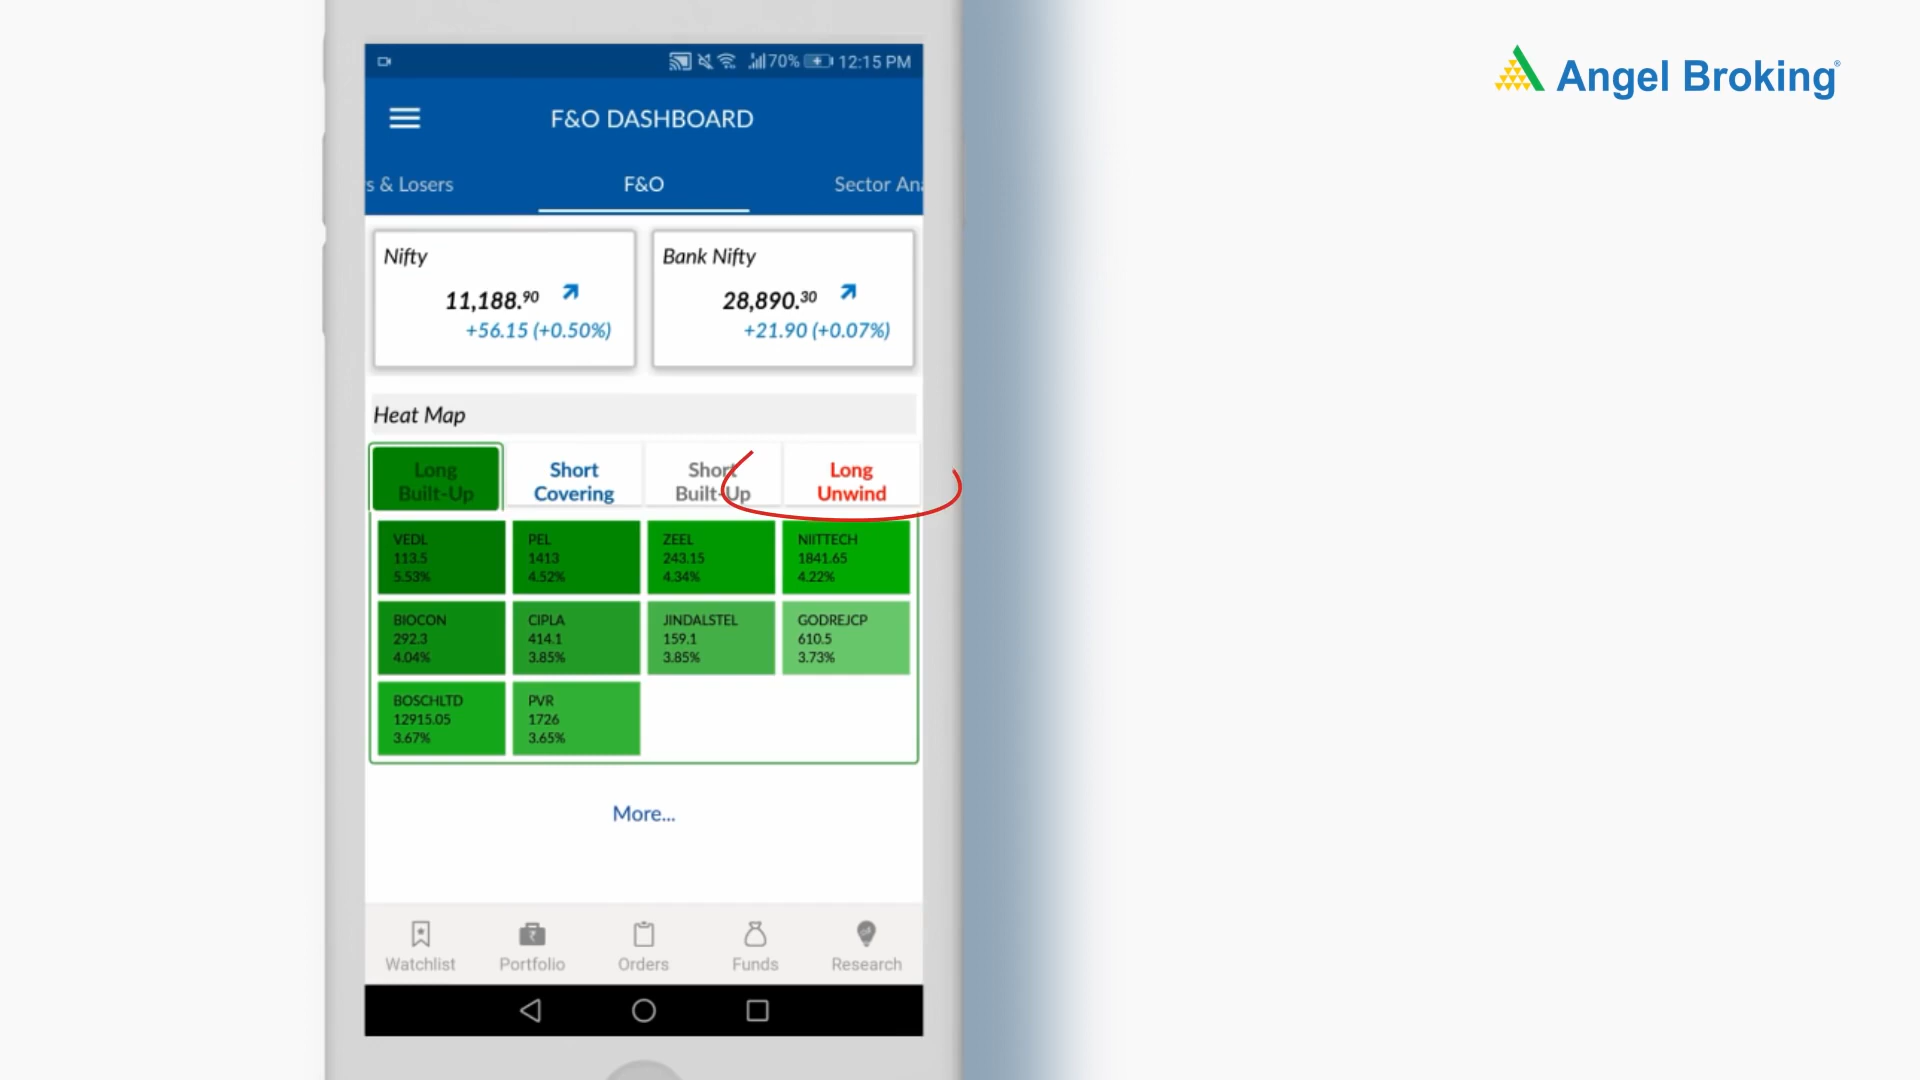 Angel Broking®
70% 12:15 PM
F&O DASHBOARD
s & Losers F&O Sector Ana
Nifty
11,188.90
+56.15 (+0.50%)
Bank Nifty
28,890.30
+21.90 (+0.07%)
Heat Map
Long
Built-Up
Short
Covering
Short
Built-Up
Long
Unwind
VEDL
113.5
5.53%
PEL
1413
4.52%
ZEEL
243.15
4.34%
NIITTECH
1841.65
4.22%
BIOCON
292.3
4.04%
CIPLA
414.1
3.85%
JINDALSTEL
159.1
3.85%
GODREJCP
610.5
3.73%
BOSCHLTD
12915.05
3.67%
PVR
1726
3.65%
More...
Watchlist Portfolio Orders Funds Research